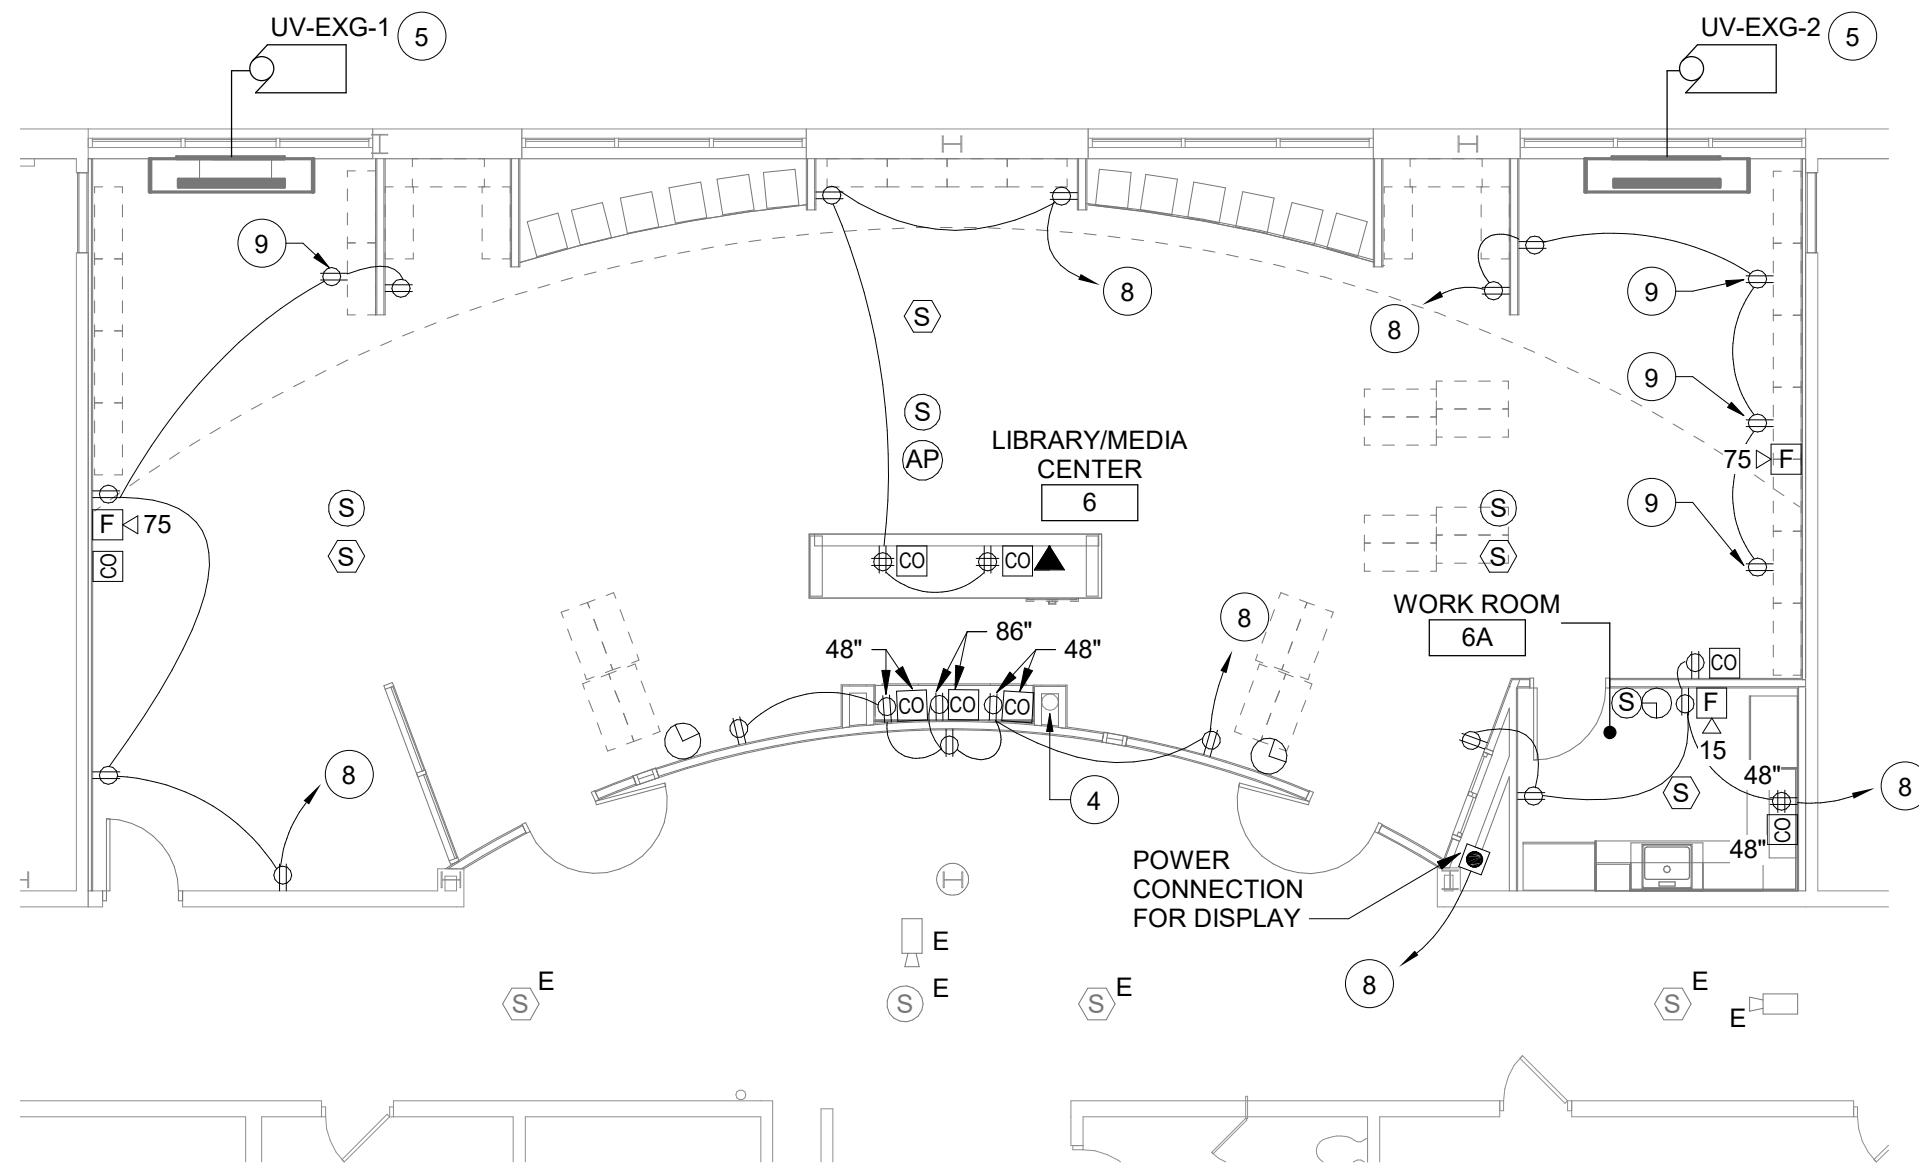 UV-EXG-1
5
UV-EXG-2
5
9
8
8
9
9
9
S
S
AP
LIBRARY/MEDIA
CENTER
6
75
F
F
75
CO
S
S
S
S
CO
CO
WORK ROOM
6A
8
86"
48"
48"
CO
CO
CO
CO
S
F
15
S
48"
8
CO
48"
8
4
POWER
CONNECTION
FOR DISPLAY
8
E
E
S
E
S
E
S
E
S
E